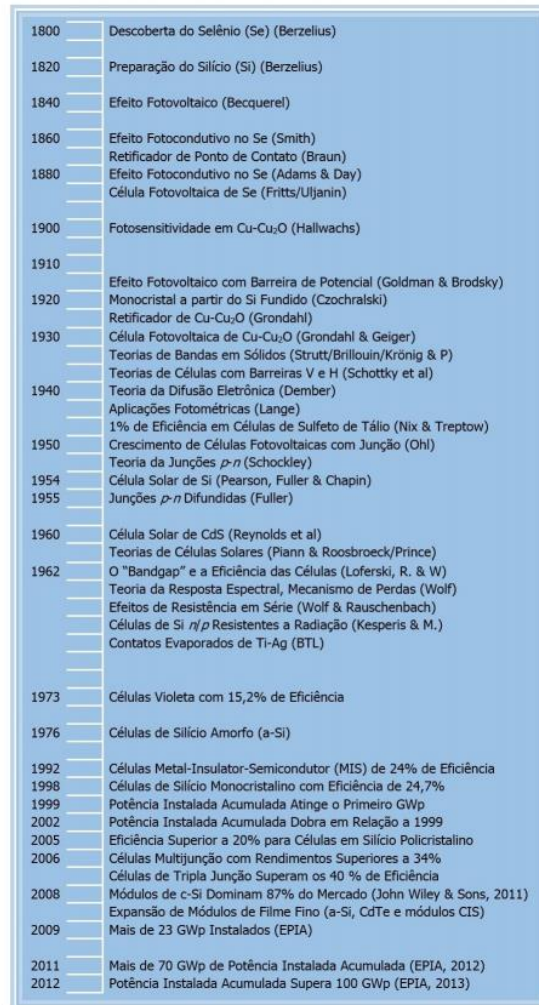 1800 Descoberta do Selênio (Se) (Berzelius)
1820 Preparação do Silício (Si) (Berzelius)
1840 Efeito Fotovoltaico (Becquerel)
1860 Efeito Fotocondutivo no Se (Smith)
Retificador de Ponto de Contato (Braun)
1880 Efeito Fotocondutivo no Se (Adams & Day)
Célula Fotovoltaica de Se (Fritts/Uljanin)
1900 Fotosensitividade em Cu-Cu₂O (Hallwachs)
1910
Efeito Fotovoltaico com Barreira de Potencial (Goldman & Brodsky)
1920 Monocristal a partir do Si Fundido (Czochralski)
Retificador de Cu-Cu₂O (Grondahl)
1930 Célula Fotovoltaica de Cu-Cu₂O (Grondahl & Geiger)
Teorias de Bandas em Sólidos (Strutt/Brillouin/Krönig & P)
Teorias de Células com Barreiras V e H (Schottky et al)
1940 Teoria da Difusão Eletrônica (Dember)
Aplicações Fotométricas (Lange)
1% de Eficiência em Células de Sulfeto de Tálio (Nix & Treptow)
1950 Crescimento de Células Fotovoltaicas com Junção (Ohl)
Teoria da Junções p-n (Schockley)
1954 Célula Solar de Si (Pearson, Fuller & Chapin)
1955 Junções p-n Difundidas (Fuller)
1960 Célula Solar de CdS (Reynolds et al)
Teorias de Células Solares (Piann & Roosbroeck/Prince)
1962 O “Bandgap” e a Eficiência das Células (Loferski, R. & W)
Teoria da Resposta Espectral, Mecanismo de Perdas (Wolf)
Efeitos de Resistência em Série (Wolf & Rauschenbach)
Células de Si n/p Resistentes a Radiação (Kesperis & M.)
Contatos Evaporados de Ti-Ag (BTL)
1973 Células Violeta com 15,2% de Eficiência
1976 Células de Silício Amorfo (a-Si)
1992 Células Metal-Insulator-Semicondutor (MIS) de 24% de Eficiência
1998 Células de Silício Monocristalino com Eficiência de 24,7%
1999 Potência Instalada Acumulada Atinge o Primeiro GWp
2002 Potência Instalada Acumulada Dobra em Relação a 1999
2005 Eficiência Superior a 20% para Células em Silício Policristalino
2006 Células Multijunção com Rendimentos Superiores a 34%
Células de Tripla Junção Superam os 40 % de Eficiência
2008 Módulos de c-Si Dominam 87% do Mercado (John Wiley & Sons, 2011)
Expansão de Módulos de Filme Fino (a-Si, CdTe e módulos CIS)
2009 Mais de 23 GWp Instalados (EPIA)
2011 Mais de 70 GWp de Potência Instalada Acumulada (EPIA, 2012)
2012 Potência Instalada Acumulada Supera 100 GWp (EPIA, 2013)